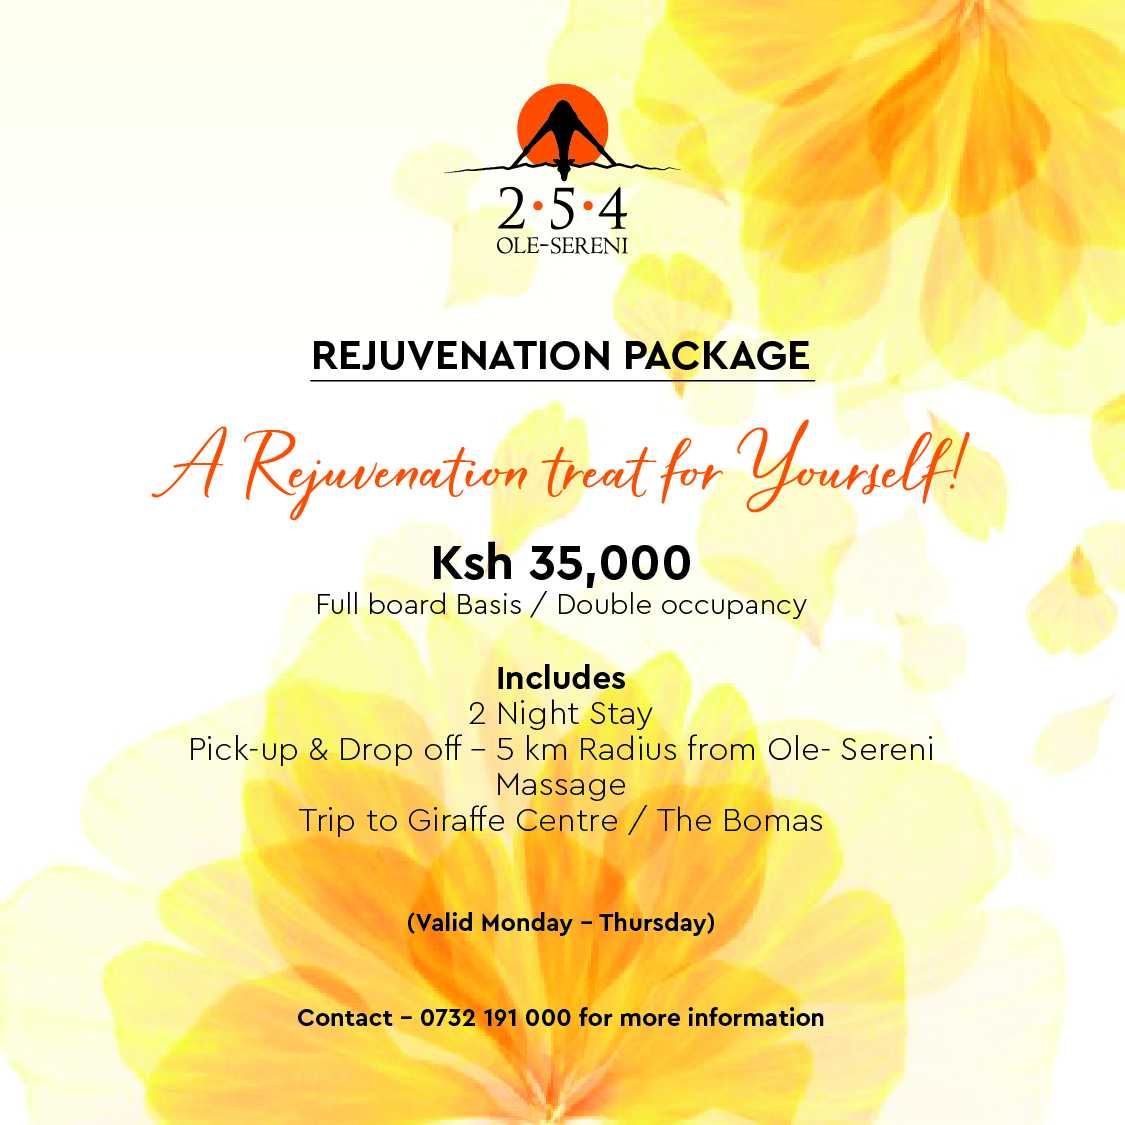 2·5·4
OLE-SERENI
REJUVENATION PACKAGE
A Rejuvenation treat for Yourself!
Ksh 35,000
Full board Basis / Double occupancy
Includes
2 Night Stay
Pick-up & Drop off – 5 km Radius from Ole- Sereni
Massage
Trip to Giraffe Centre / The Bomas
(Valid Monday – Thursday)
Contact – 0732 191 000 for more information